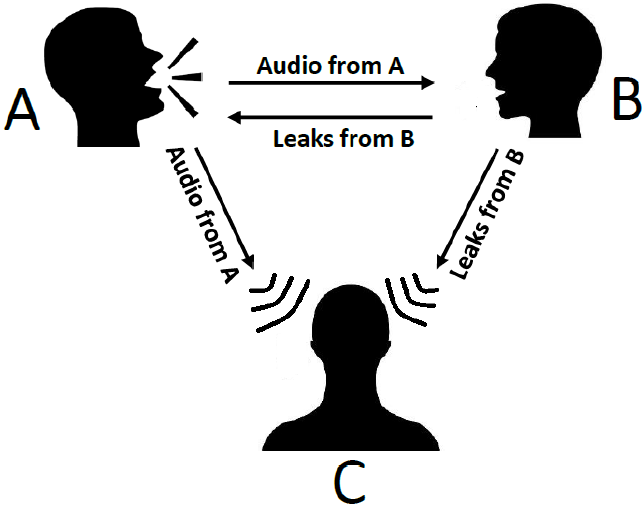 A
Audio from A
B
Leaks from B
Audio from A
Leaks from B
C